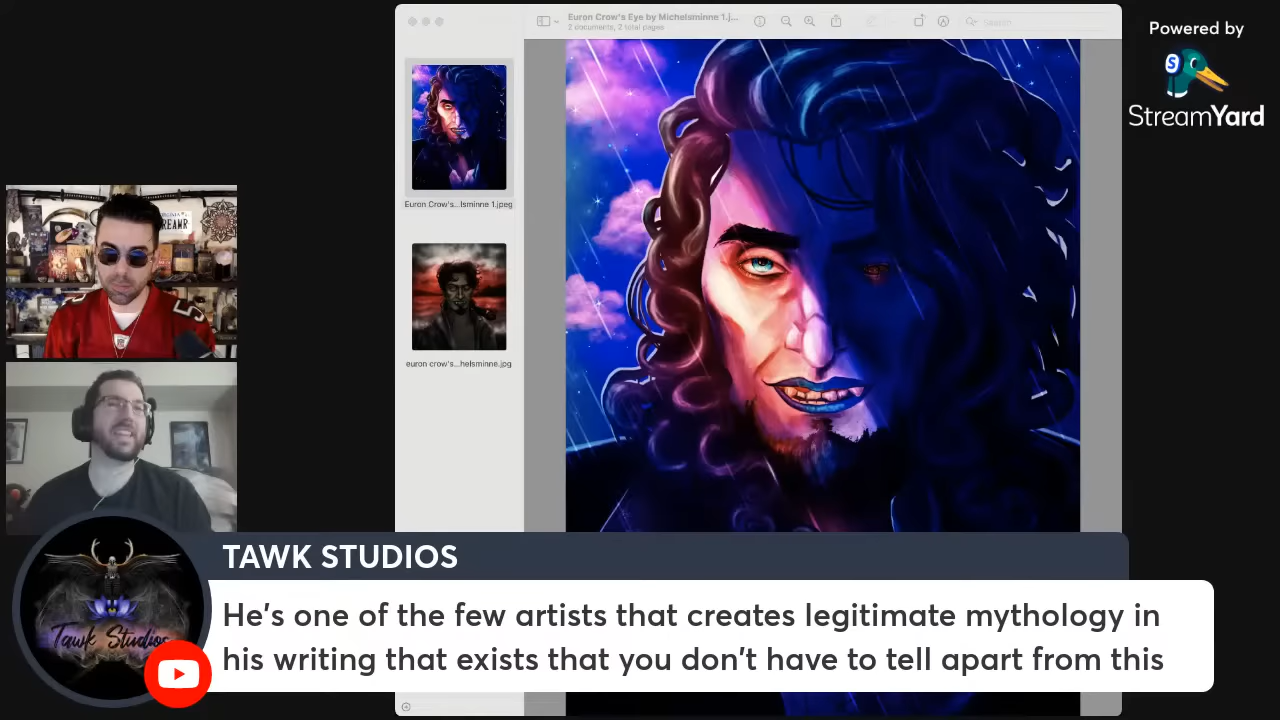 Euron Crow's Eye by Michelsminne 1.j...
2 documents, 2 total pages
Search
Powered by
StreamYard
Euron Crow's...lsminne 1.jpeg
euron crow's...helsminne.jpg
TAWK STUDIOS
He's one of the few artists that creates legitimate mythology in
his writing that exists that you don't have to tell apart from this
Tawk Studios